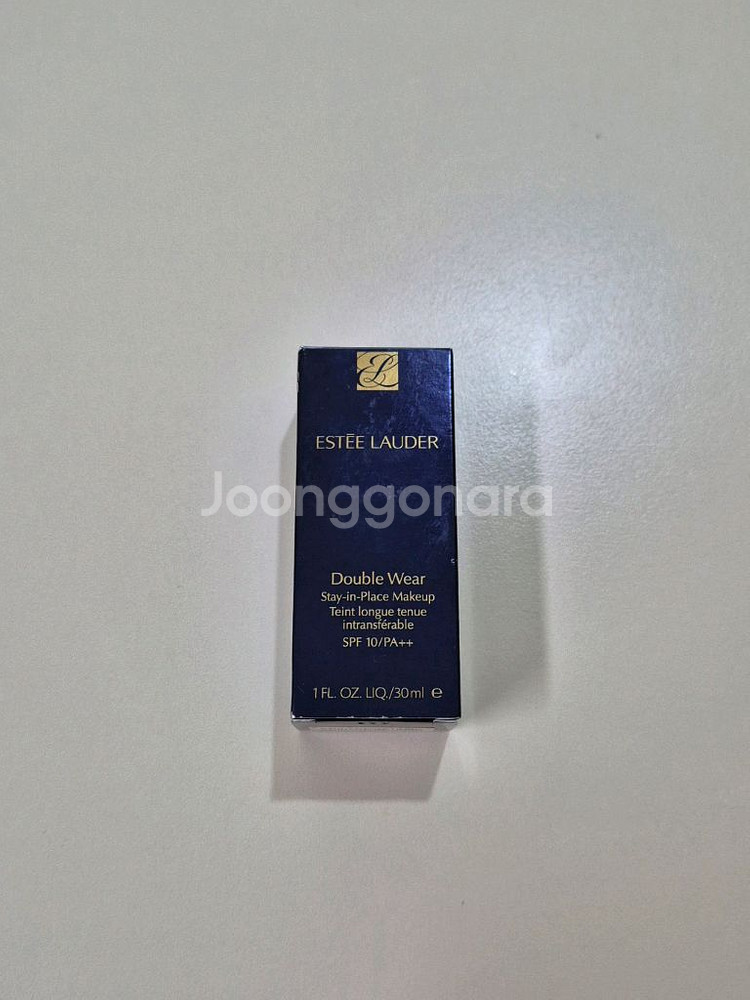 EL
ESTĒE LAUDER
Joonggonara
Double Wear
Stay-in-Place Makeup
Teint longue tenue
intransférable
SPF 10/PA++
1 FL. OZ. LIQ./30ml ℮